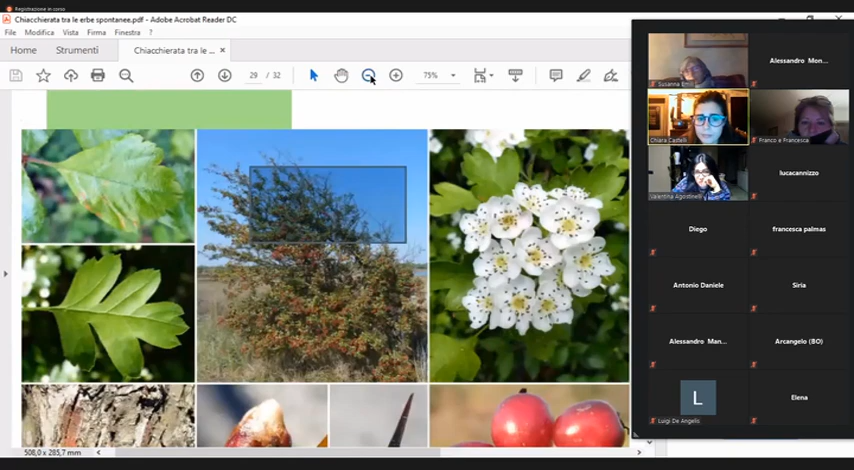 Registrazione in corso
Chiacchierata tra le erbe spontanee.pdf - Adobe Acrobat Reader DC
File Modifica Vista Firma Finestra ?
Home Strumenti Chiacchierata tra le ... ×
29 / 32 75%
Susanna
Alessandro Mon...
Chiara Castelli
Franco e Francesca
Valentina Agostinelli
lucacannizzo
Diego
francesca palmas
Antonio Daniele
Siria
Alessandro Man...
Arcangelo (BO)
L
Luigi De Angelis
Elena
508,0 x 285,7 mm